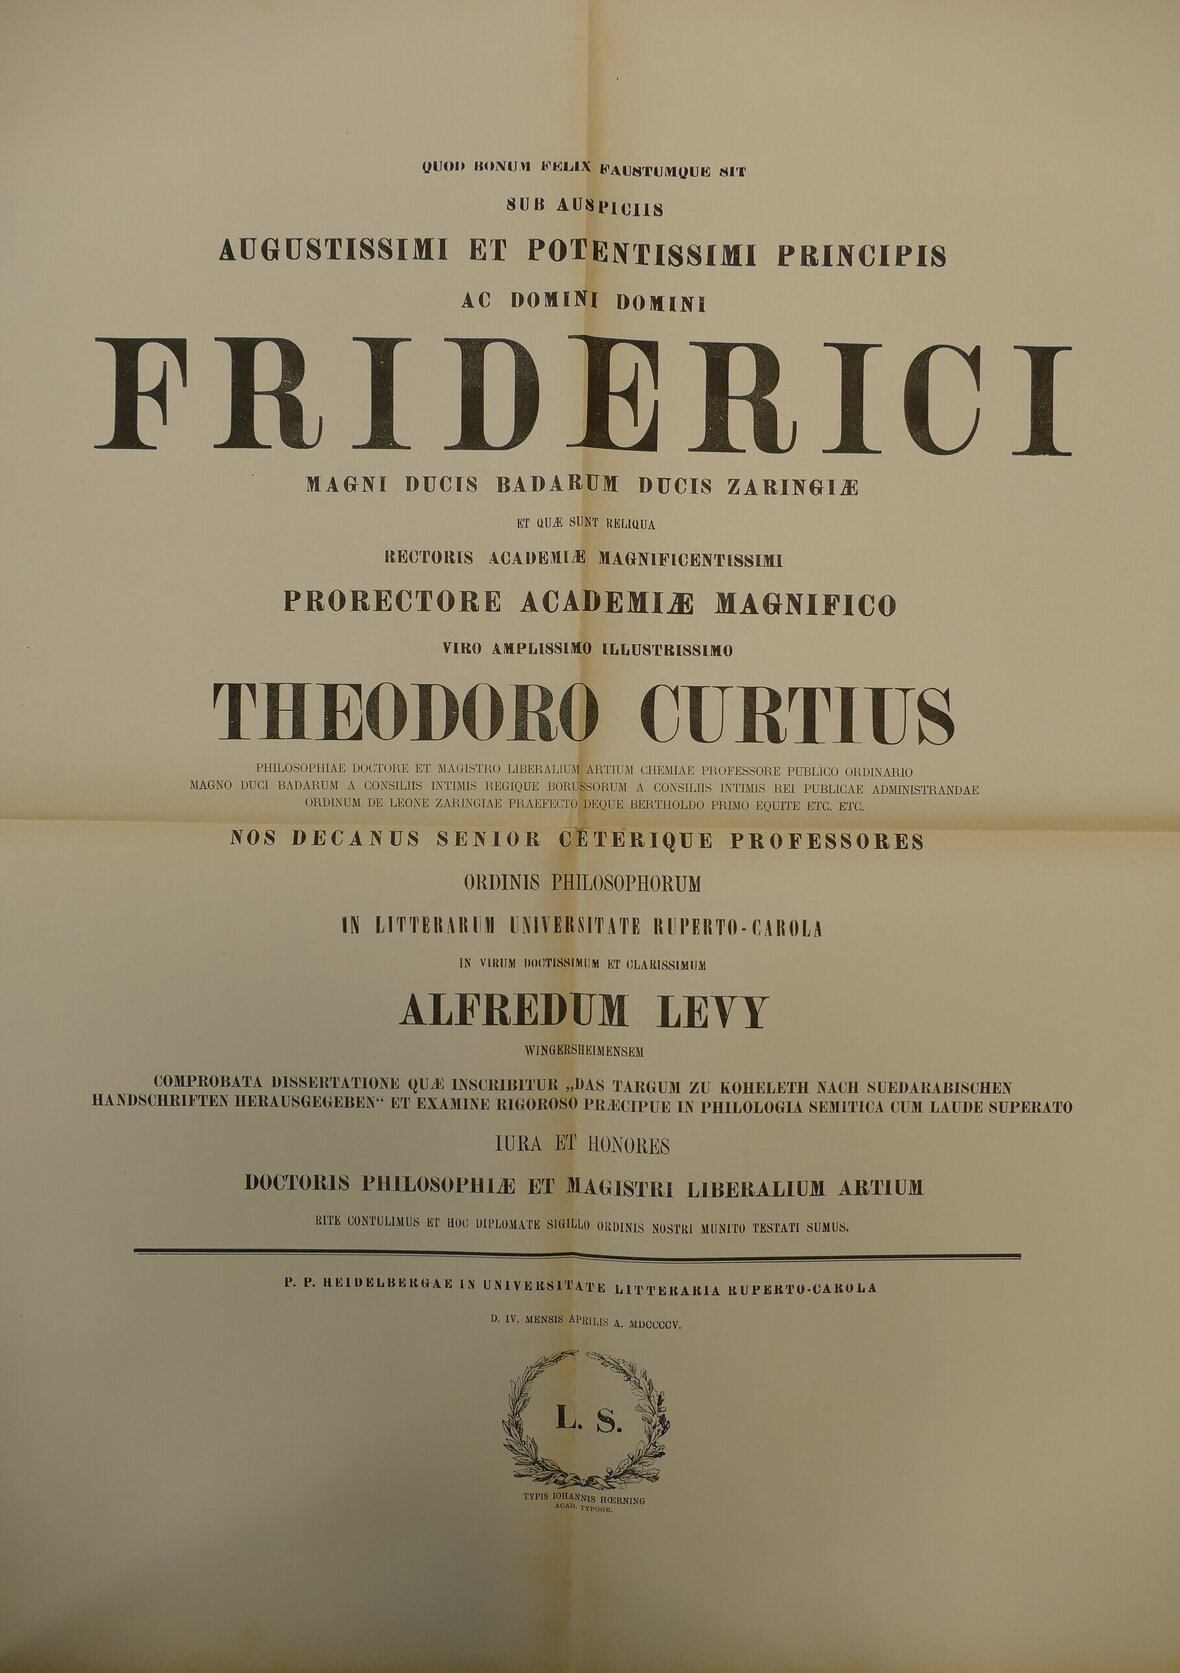 QUOD BONUM FELIX FAUSTUMQUE SIT
SUB AUSPICIIS
AUGUSTISSIMI ET POTENTISSIMI PRINCIPIS
AC DOMINI DOMINI
FRIDERICI
MAGNI DUCIS BADARUM DUCIS ZARINGIÆ
ET QUÆ SUNT RELIQUA
RECTORIS ACADEMIÆ MAGNIFICENTISSIMI
PRORECTORE ACADEMIÆ MAGNIFICO
VIRO AMPLISSIMO ILLUSTRISSIMO
THEODORO CURTIUS
PHILOSOPHIAE DOCTORE ET MAGISTRO LIBERALIUM ARTIUM CHEMIAE PROFESSORE PUBLICO ORDINARIO
MAGNO DUCI BADARUM A CONSILIIS INTIMIS REGIQUE BORUSSORUM A CONSILIIS INTIMIS REI PUBLICAE ADMINISTRANDAE
ORDINUM DE LEONE ZARINGIAE PRAEFECTO DEQUE BERTHOLDO PRIMO EQUITE ETC. ETC.
NOS DECANUS SENIOR CETERIQUE PROFESSORES
ORDINIS PHILOSOPHORUM
IN LITTERARUM UNIVERSITATE RUPERTO-CAROLA
IN VIRUM DOCTISSIMUM ET CLARISSIMUM
ALFREDUM LEVY
WINGERSHEIMENSEM
COMPROBATA DISSERTATIONE QUÆ INSCRIBITUR „DAS TARGUM ZU KOHELETH NACH SUEDARABISCHEN
HANDSCHRIFTEN HERAUSGEGEBEN“ ET EXAMINE RIGOROSO PRÆCIPUE IN PHILOLOGIA SEMITICA CUM LAUDE SUPERATO
IURA ET HONORES
DOCTORIS PHILOSOPHIÆ ET MAGISTRI LIBERALIUM ARTIUM
RITE CONTULIMUS ET HOC DIPLOMATE SIGILLO ORDINIS NOSTRI MUNITO TESTATI SUMUS.
P. P. HEIDELBERGAE IN UNIVERSITATE LITTERARIA RUPERTO-CAROLA
D. IV. MENSIS APRILIS A. MDCCCCV.
L. S.
TYPIS IOHANNIS HŒRNING
ACAD. TYPOGR.